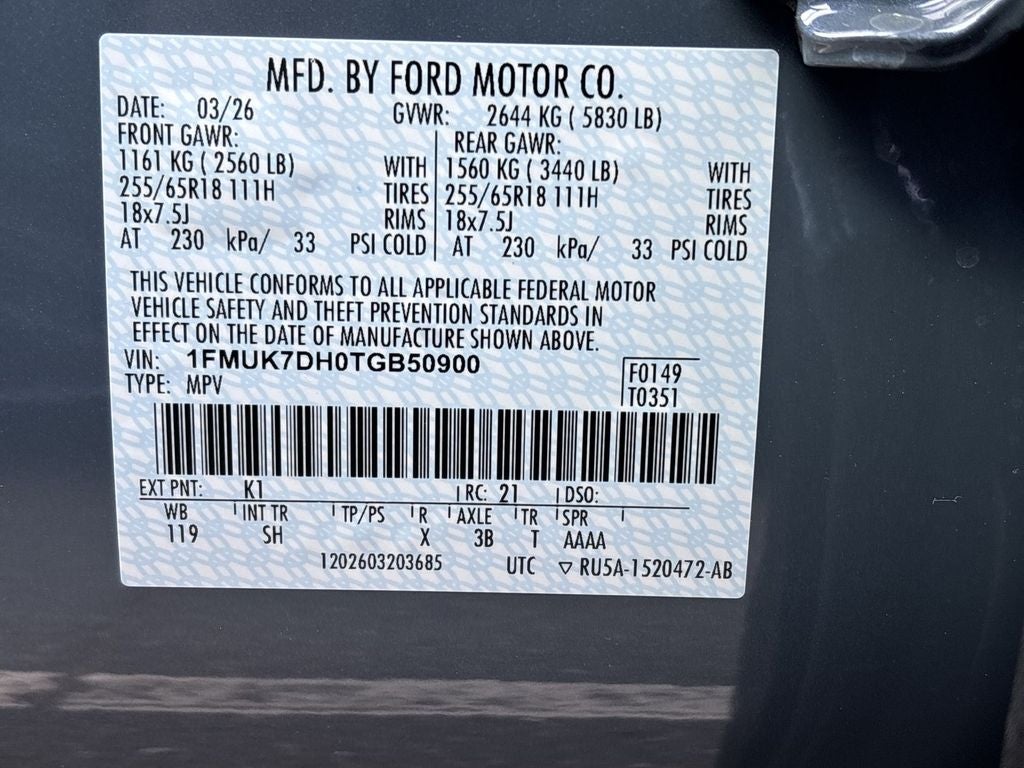 MFD. BY FORD MOTOR CO.
DATE: 03/26 GVWR: 2644 KG ( 5830 LB)
FRONT GAWR: REAR GAWR:
1161 KG ( 2560 LB) WITH 1560 KG ( 3440 LB) WITH
255/65R18 111H TIRES 255/65R18 111H TIRES
18x7.5J RIMS 18x7.5J RIMS
AT 230 kPa/ 33 PSI COLD AT 230 kPa/ 33 PSI COLD
THIS VEHICLE CONFORMS TO ALL APPLICABLE FEDERAL MOTOR
VEHICLE SAFETY AND THEFT PREVENTION STANDARDS IN
EFFECT ON THE DATE OF MANUFACTURE SHOWN ABOVE.
VIN: 1FMUK7DH0TGB50900
TYPE: MPV
F0149
T0351
EXT PNT: K1 RC: 21 DSO:
WB INT TR TP/PS R AXLE TR SPR
119 SH X 3B T AAAA
1202603203685 UTC ▽ RU5A-1520472-AB